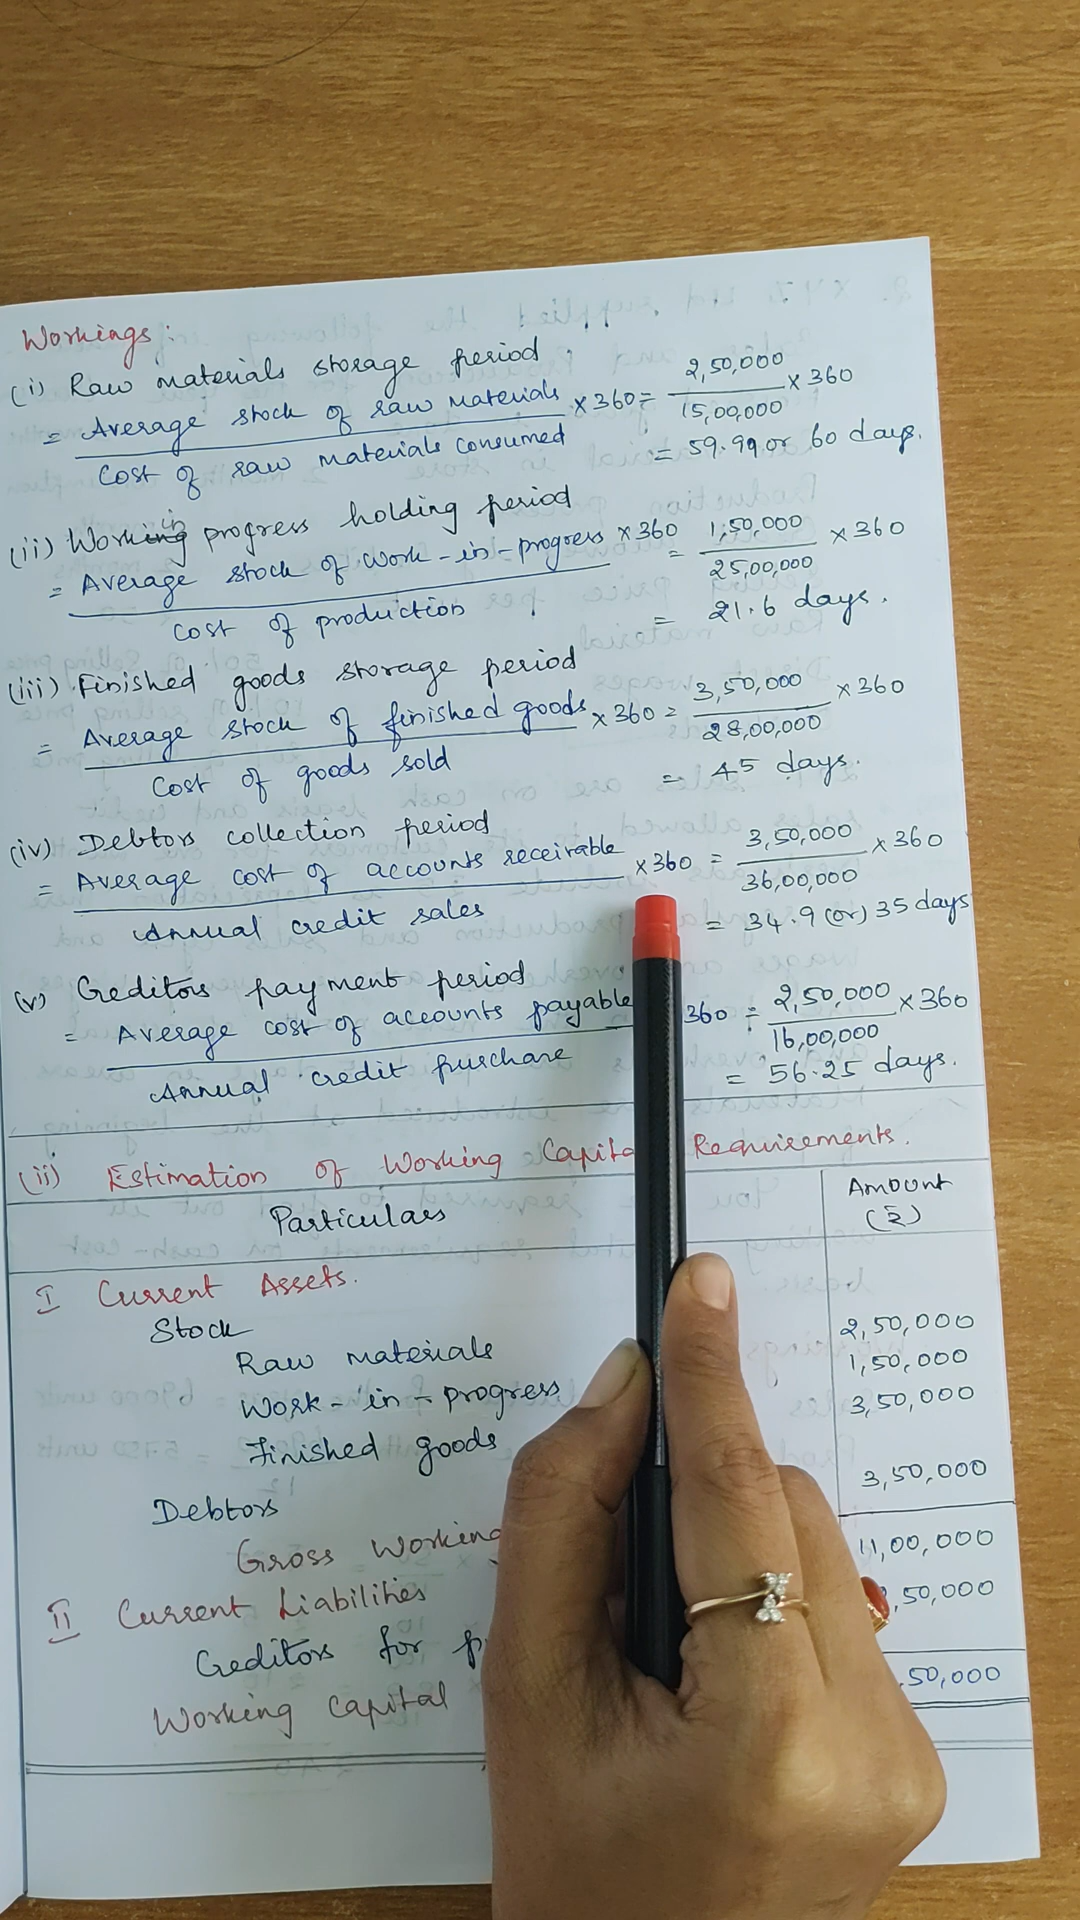 Workings :
(i) Raw materials storage period .
= Average stock of raw materials / Cost of raw materials consumed × 360 = 2,50,000 / 15,00,000 × 360
= 59.99 or 60 days.
(ii) Work in progress holding period
= Average stock of work-in-progress / Cost of production × 360 = 1,50,000 / 25,00,000 × 360
= 21.6 days.
(iii) Finished goods storage period
= Average stock of finished goods / Cost of goods sold × 360 = 3,50,000 / 28,00,000 × 360
= 45 days.
(iv) Debtors collection period
= Average cost of accounts receivable / Annual credit sales × 360 = 3,50,000 / 36,00,000 × 360
= 34.9 (or) 35 days
(v) Creditors payment period
= Average cost of accounts payable / Annual credit purchase 360 = 2,50,000 / 16,00,000 × 360
= 56.25 days.
(ii) Estimation of Working Capita Requirements.
Particulars Amount (₹)
I Current Assets.
Stock
Raw materials 2,50,000
Work-in-progress 1,50,000
Finished goods 3,50,000
Debtors 3,50,000
Gross Working 11,00,000
II Current Liabilities
Creditors for ,50,000
Working capital .50,000